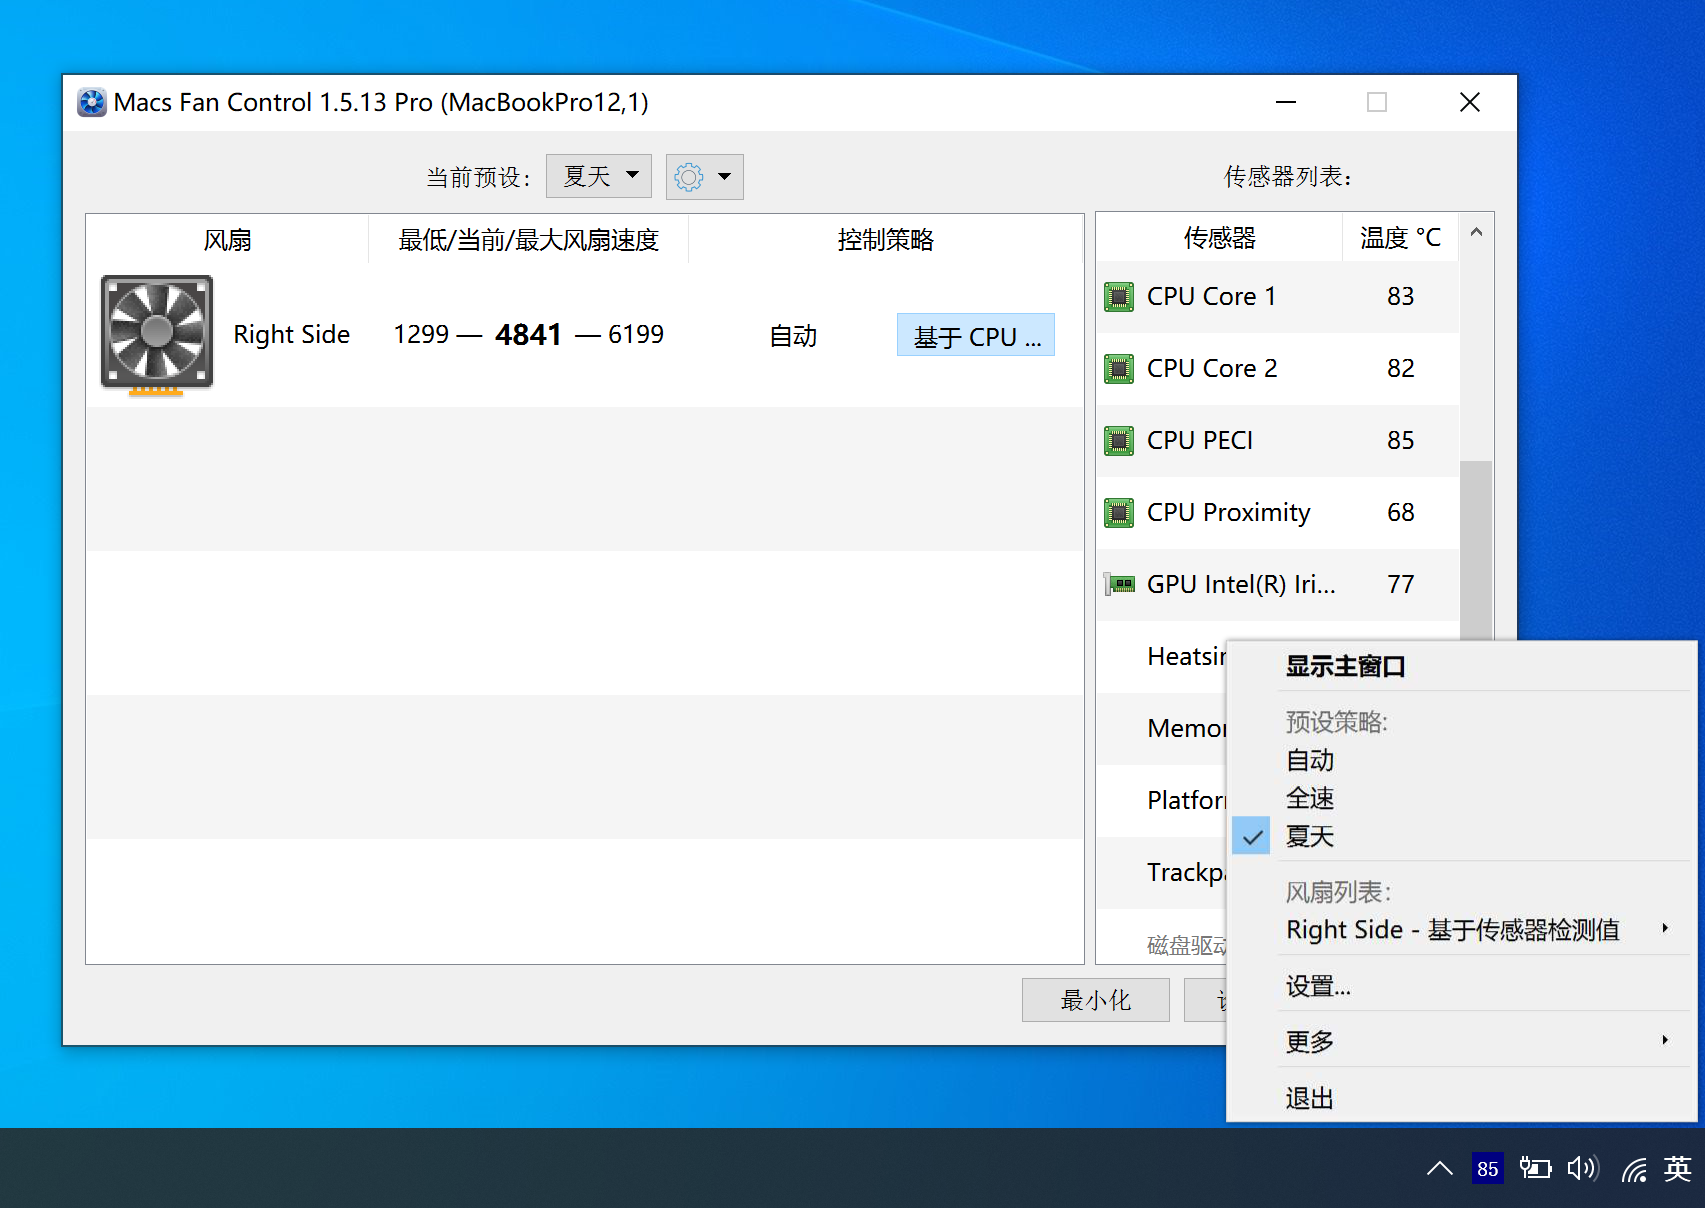 Macs Fan Control 1.5.13 Pro (MacBookPro12,1)
当前预设:
夏天
传感器列表:
风扇
最低/当前/最大风扇速度
控制策略
Right Side
1299 — 4841 — 6199
自动
基于 CPU ...
传感器
温度 °C
CPU Core 1
83
CPU Core 2
82
CPU PECI
85
CPU Proximity
68
GPU Intel(R) Iri...
77
磁盘驱动
最小化
显示主窗口
预设策略:
自动
全速
夏天
风扇列表:
Right Side - 基于传感器检测值
设置...
更多
退出
85
英